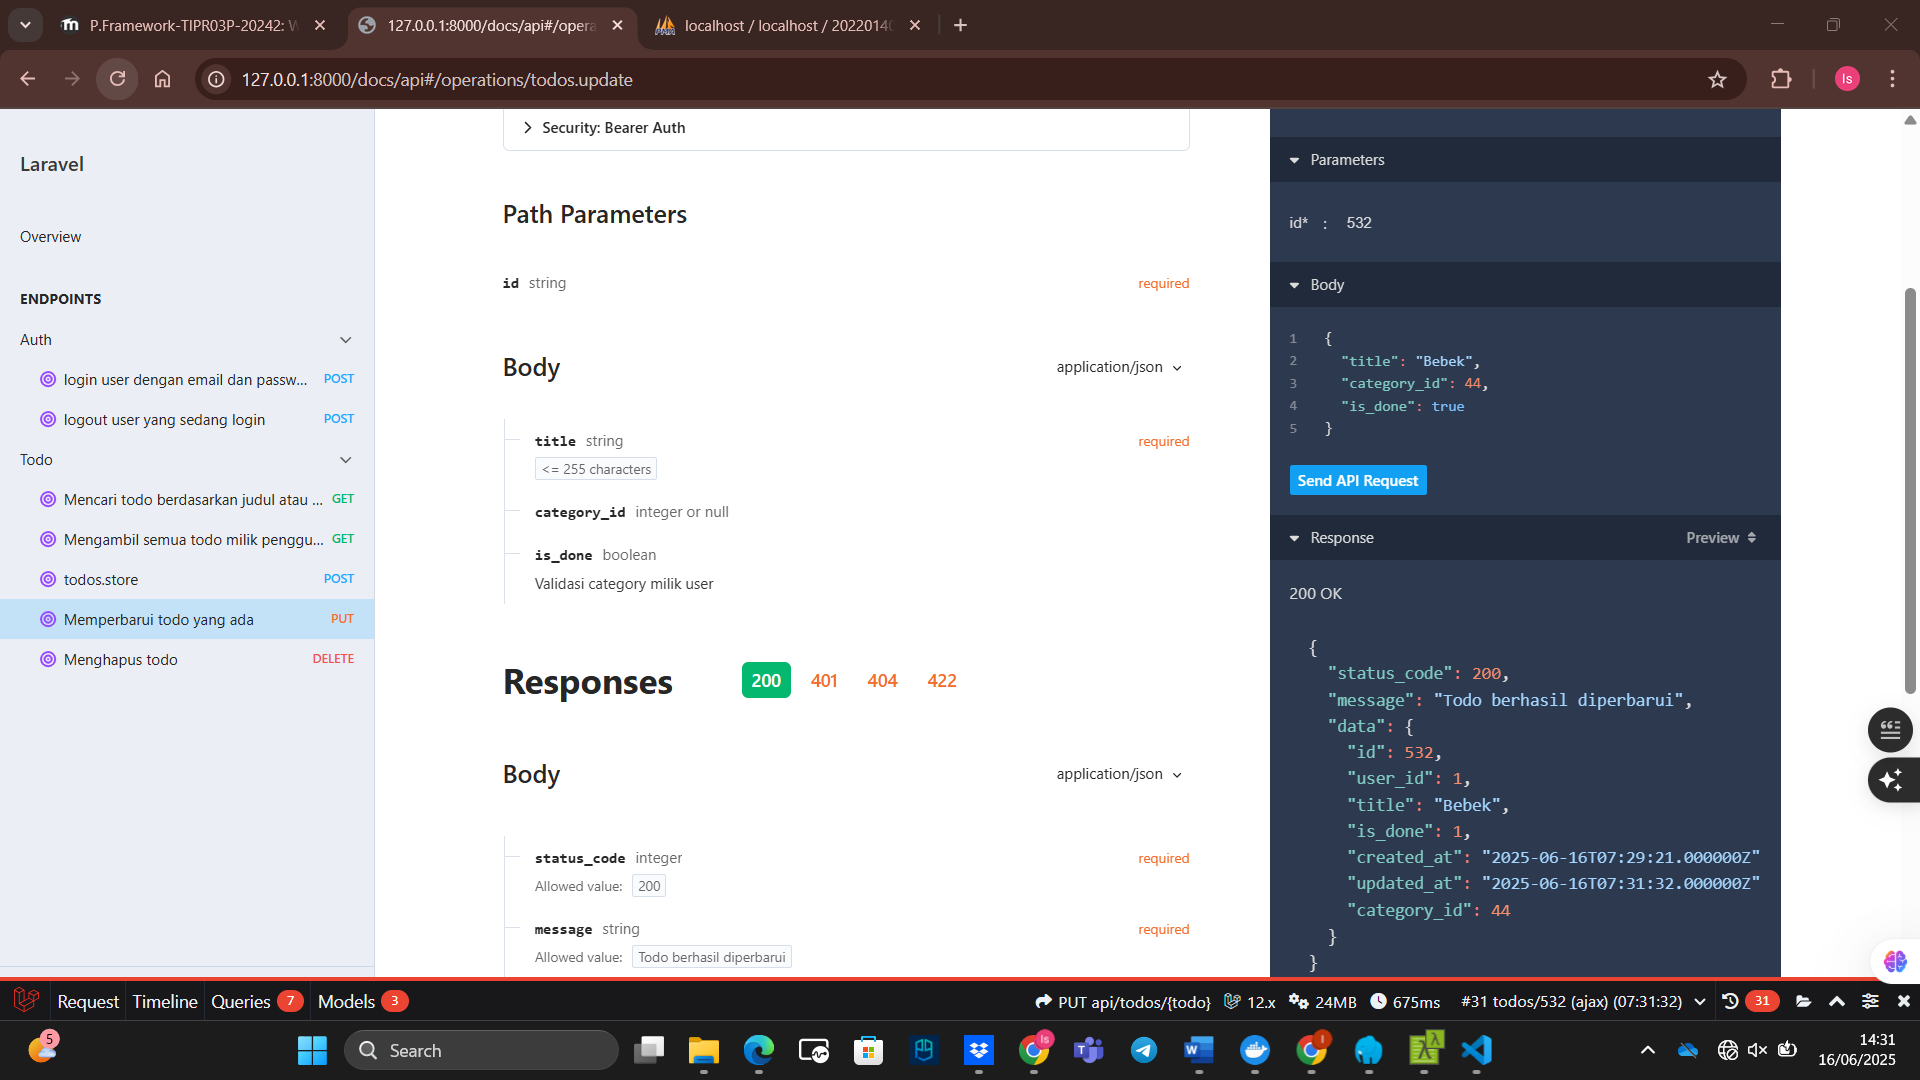 P.Framework-TIPR03P-20242: W
127.0.0.1:8000/docs/api#/opera
localhost / localhost / 20220140
127.0.0.1:8000/docs/api#/operations/todos.update
ls
Laravel
Overview
ENDPOINTS
Auth
login user dengan email dan passw... POST
logout user yang sedang login POST
Todo
Mencari todo berdasarkan judul atau ... GET
Mengambil semua todo milik penggu... GET
todos.store POST
Memperbarui todo yang ada PUT
Menghapus todo DELETE
Security: Bearer Auth
Path Parameters
id string required
Body application/json
title string required
<= 255 characters
category_id integer or null
is_done boolean
Validasi category milik user
Responses 200 401 404 422
Body application/json
status_code integer required
Allowed value: 200
message string required
Allowed value: Todo berhasil diperbarui
Parameters
id* : 532
Body
1 {
2 "title": "Bebek",
3 "category_id": 44,
4 "is_done": true
5 }
Send API Request
Response Preview
200 OK
{
"status_code": 200,
"message": "Todo berhasil diperbarui",
"data": {
"id": 532,
"user_id": 1,
"title": "Bebek",
"is_done": 1,
"created_at": "2025-06-16T07:29:21.000000Z"
"updated_at": "2025-06-16T07:31:32.000000Z"
"category_id": 44
}
}
Request Timeline Queries 7 Models 3 PUT api/todos/{todo} 12.x 24MB 675ms #31 todos/532 (ajax) (07:31:32) 31
5
Search
14:31
16/06/2025